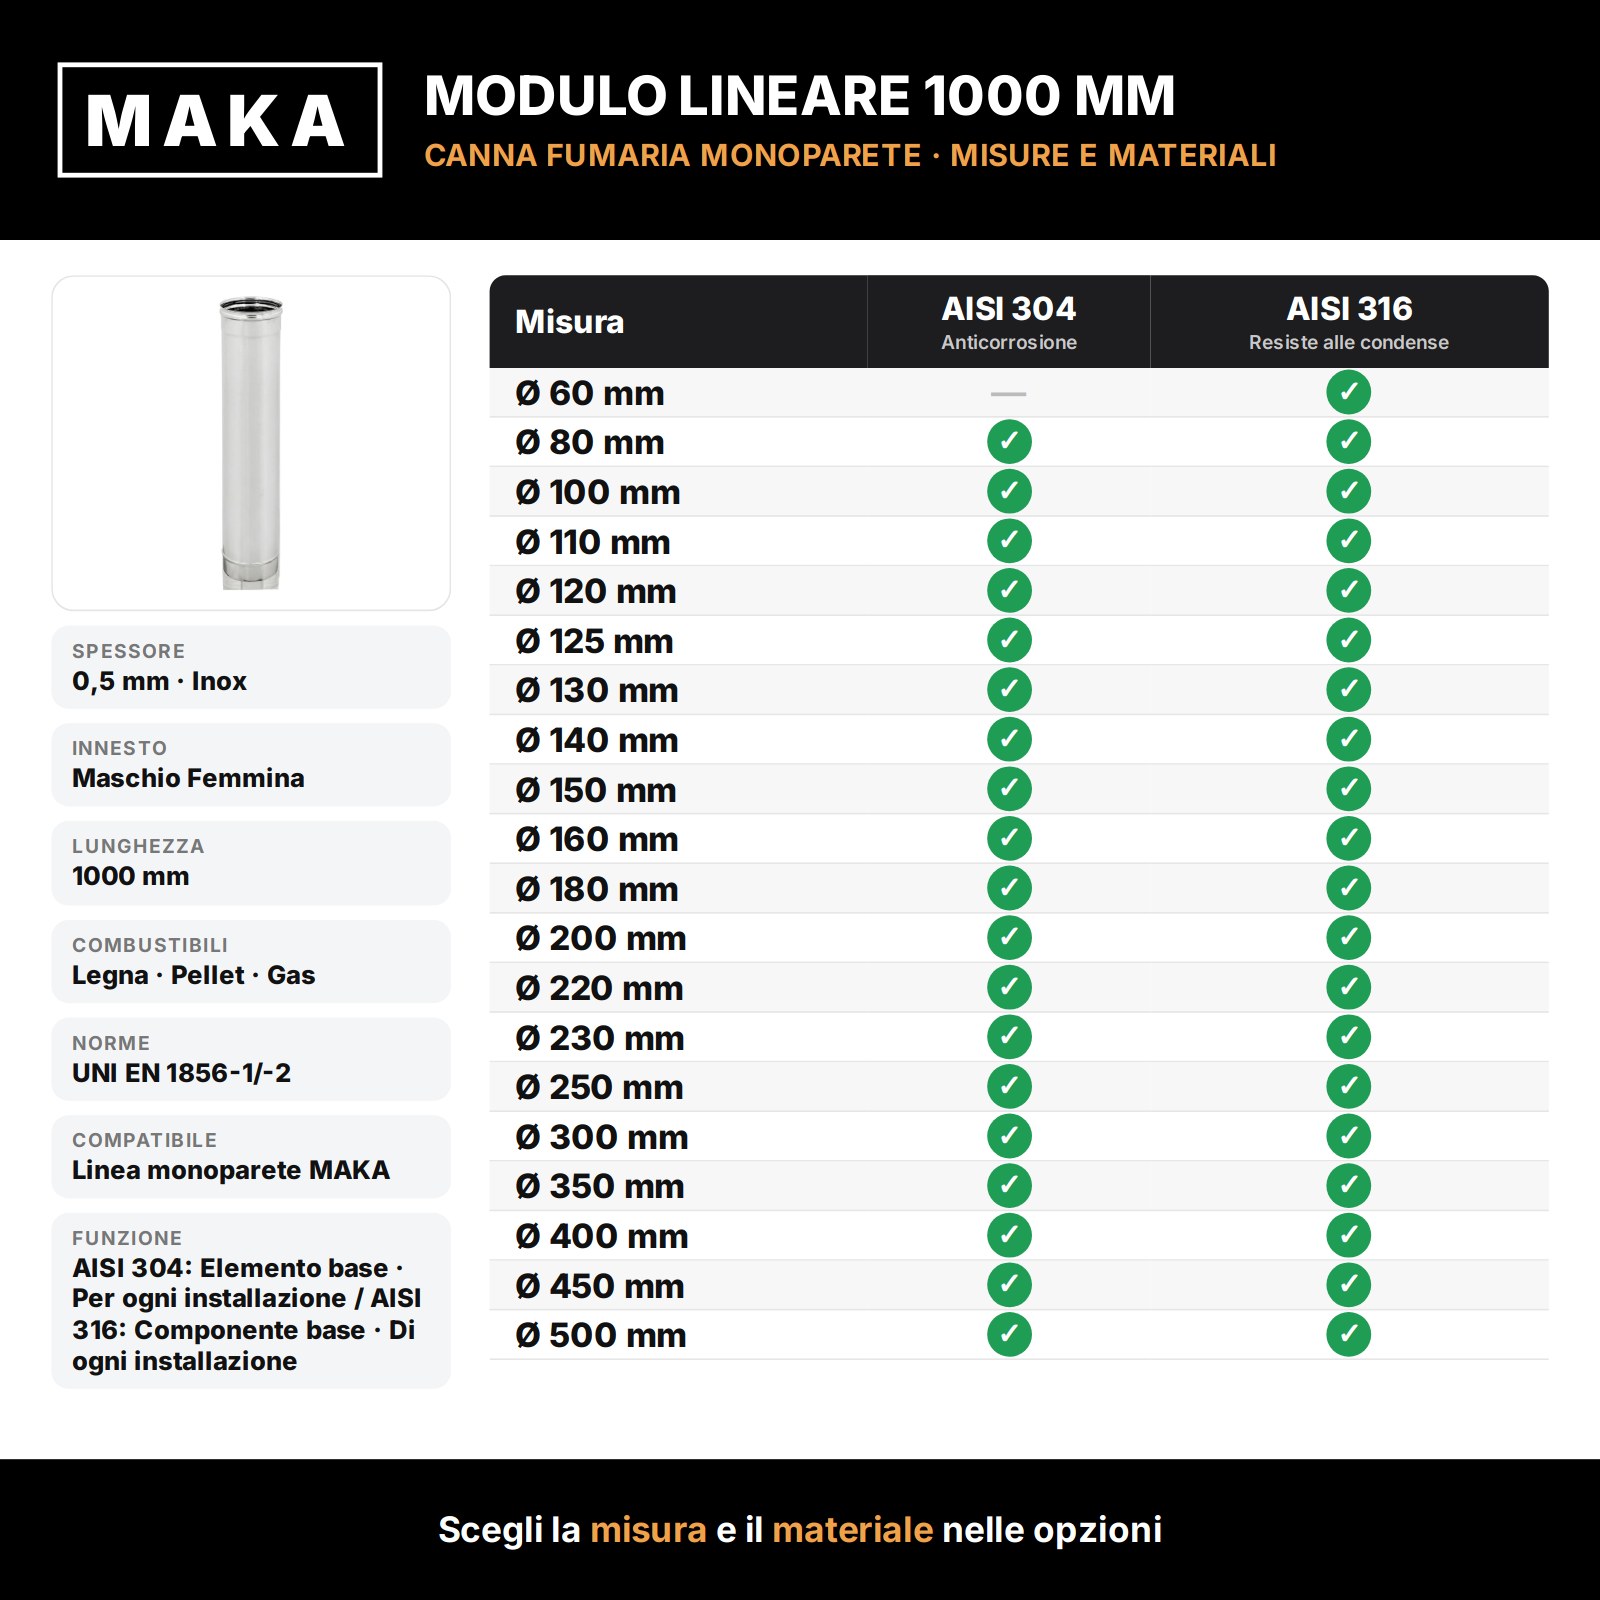 MAKA
MODULO LINEARE 1000 MM
CANNA FUMARIA MONOPARETE · MISURE E MATERIALI
SPESSORE
0,5 mm · Inox
INNESTO
Maschio Femmina
LUNGHEZZA
1000 mm
COMBUSTIBILI
Legna · Pellet · Gas
NORME
UNI EN 1856-1/-2
COMPATIBILE
Linea monoparete MAKA
FUNZIONE
AISI 304: Elemento base ·
Per ogni installazione / AISI
316: Componente base · Di
ogni installazione
Misura AISI 304 AISI 316
Anticorrosione Resiste alle condense
Ø 60 mm — ✓
Ø 80 mm ✓ ✓
Ø 100 mm ✓ ✓
Ø 110 mm ✓ ✓
Ø 120 mm ✓ ✓
Ø 125 mm ✓ ✓
Ø 130 mm ✓ ✓
Ø 140 mm ✓ ✓
Ø 150 mm ✓ ✓
Ø 160 mm ✓ ✓
Ø 180 mm ✓ ✓
Ø 200 mm ✓ ✓
Ø 220 mm ✓ ✓
Ø 230 mm ✓ ✓
Ø 250 mm ✓ ✓
Ø 300 mm ✓ ✓
Ø 350 mm ✓ ✓
Ø 400 mm ✓ ✓
Ø 450 mm ✓ ✓
Ø 500 mm ✓ ✓
Scegli la misura e il materiale nelle opzioni